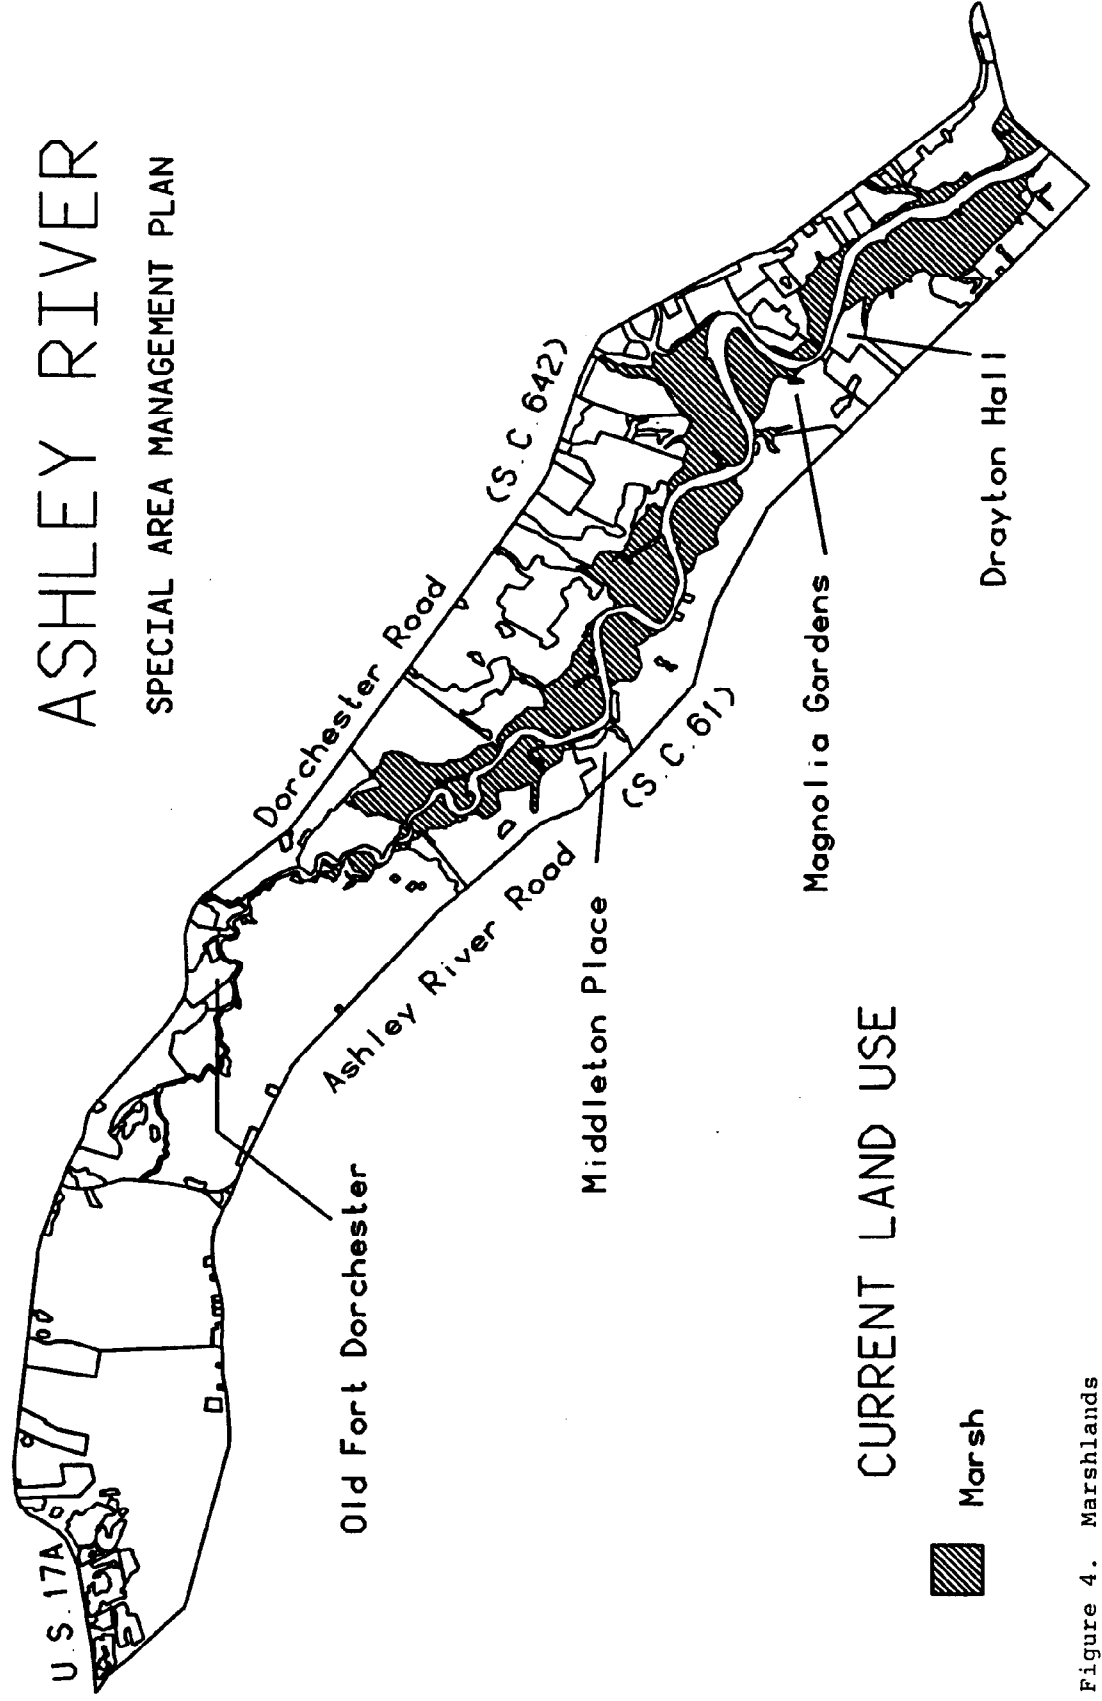 ASHLEY RIVER
SPECIAL AREA MANAGEMENT PLAN
U.S. 17A
Dorchester Road
(S.C. 642)
Ashley River Road
(S.C. 61)
Old Fort Dorchester
Middleton Place
Magnolia Gardens
Drayton Hall
CURRENT LAND USE
Marsh
Figure 4. Marshlands